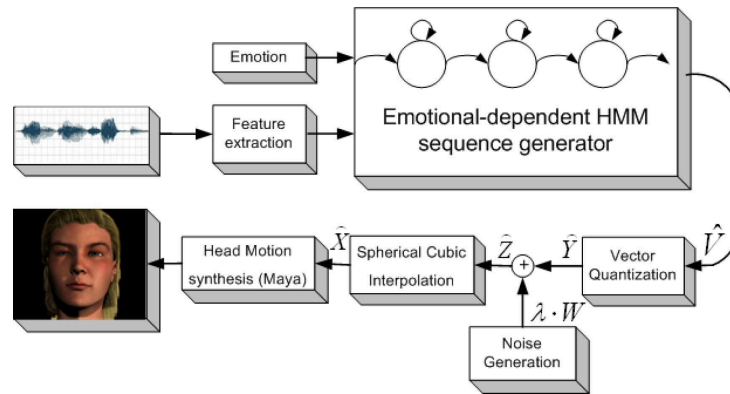 Emotion
Feature
extraction
Emotional-dependent HMM
sequence generator
Head Motion
synthesis (Maya)
X̂
Spherical Cubic
Interpolation
Ẑ
+
Ŷ
Vector
Quantization
V̂
λ · W
Noise
Generation